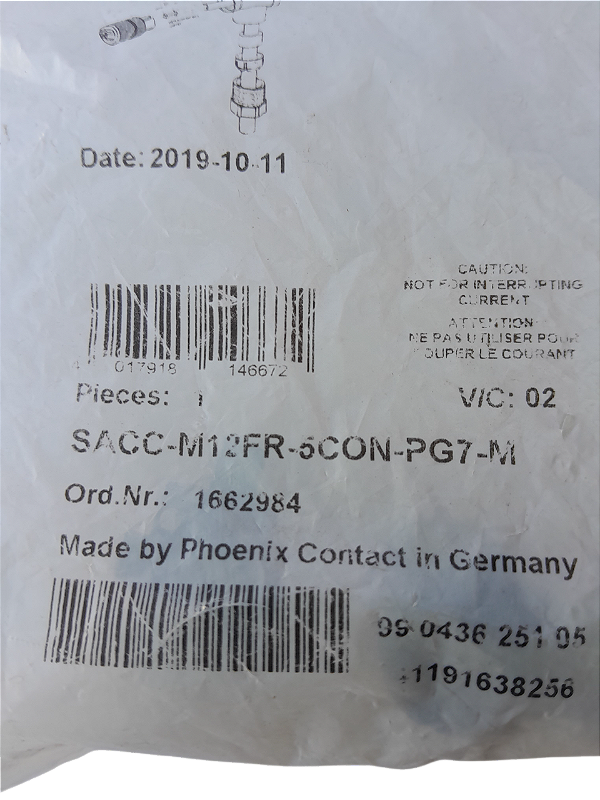 Date: 2019-10-11
CAUTION:
NOT FOR INTERRUPTING
CURRENT
ATTENTION
NE PAS UTILISER POUR
COUPER LE COURANT
4 017918 146672
Pieces: 1
V/C: 02
SACC-M12FR-5CON-PG7-M
Ord.Nr.: 1662984
Made by Phoenix Contact in Germany
99 0436 251 05
1191638256